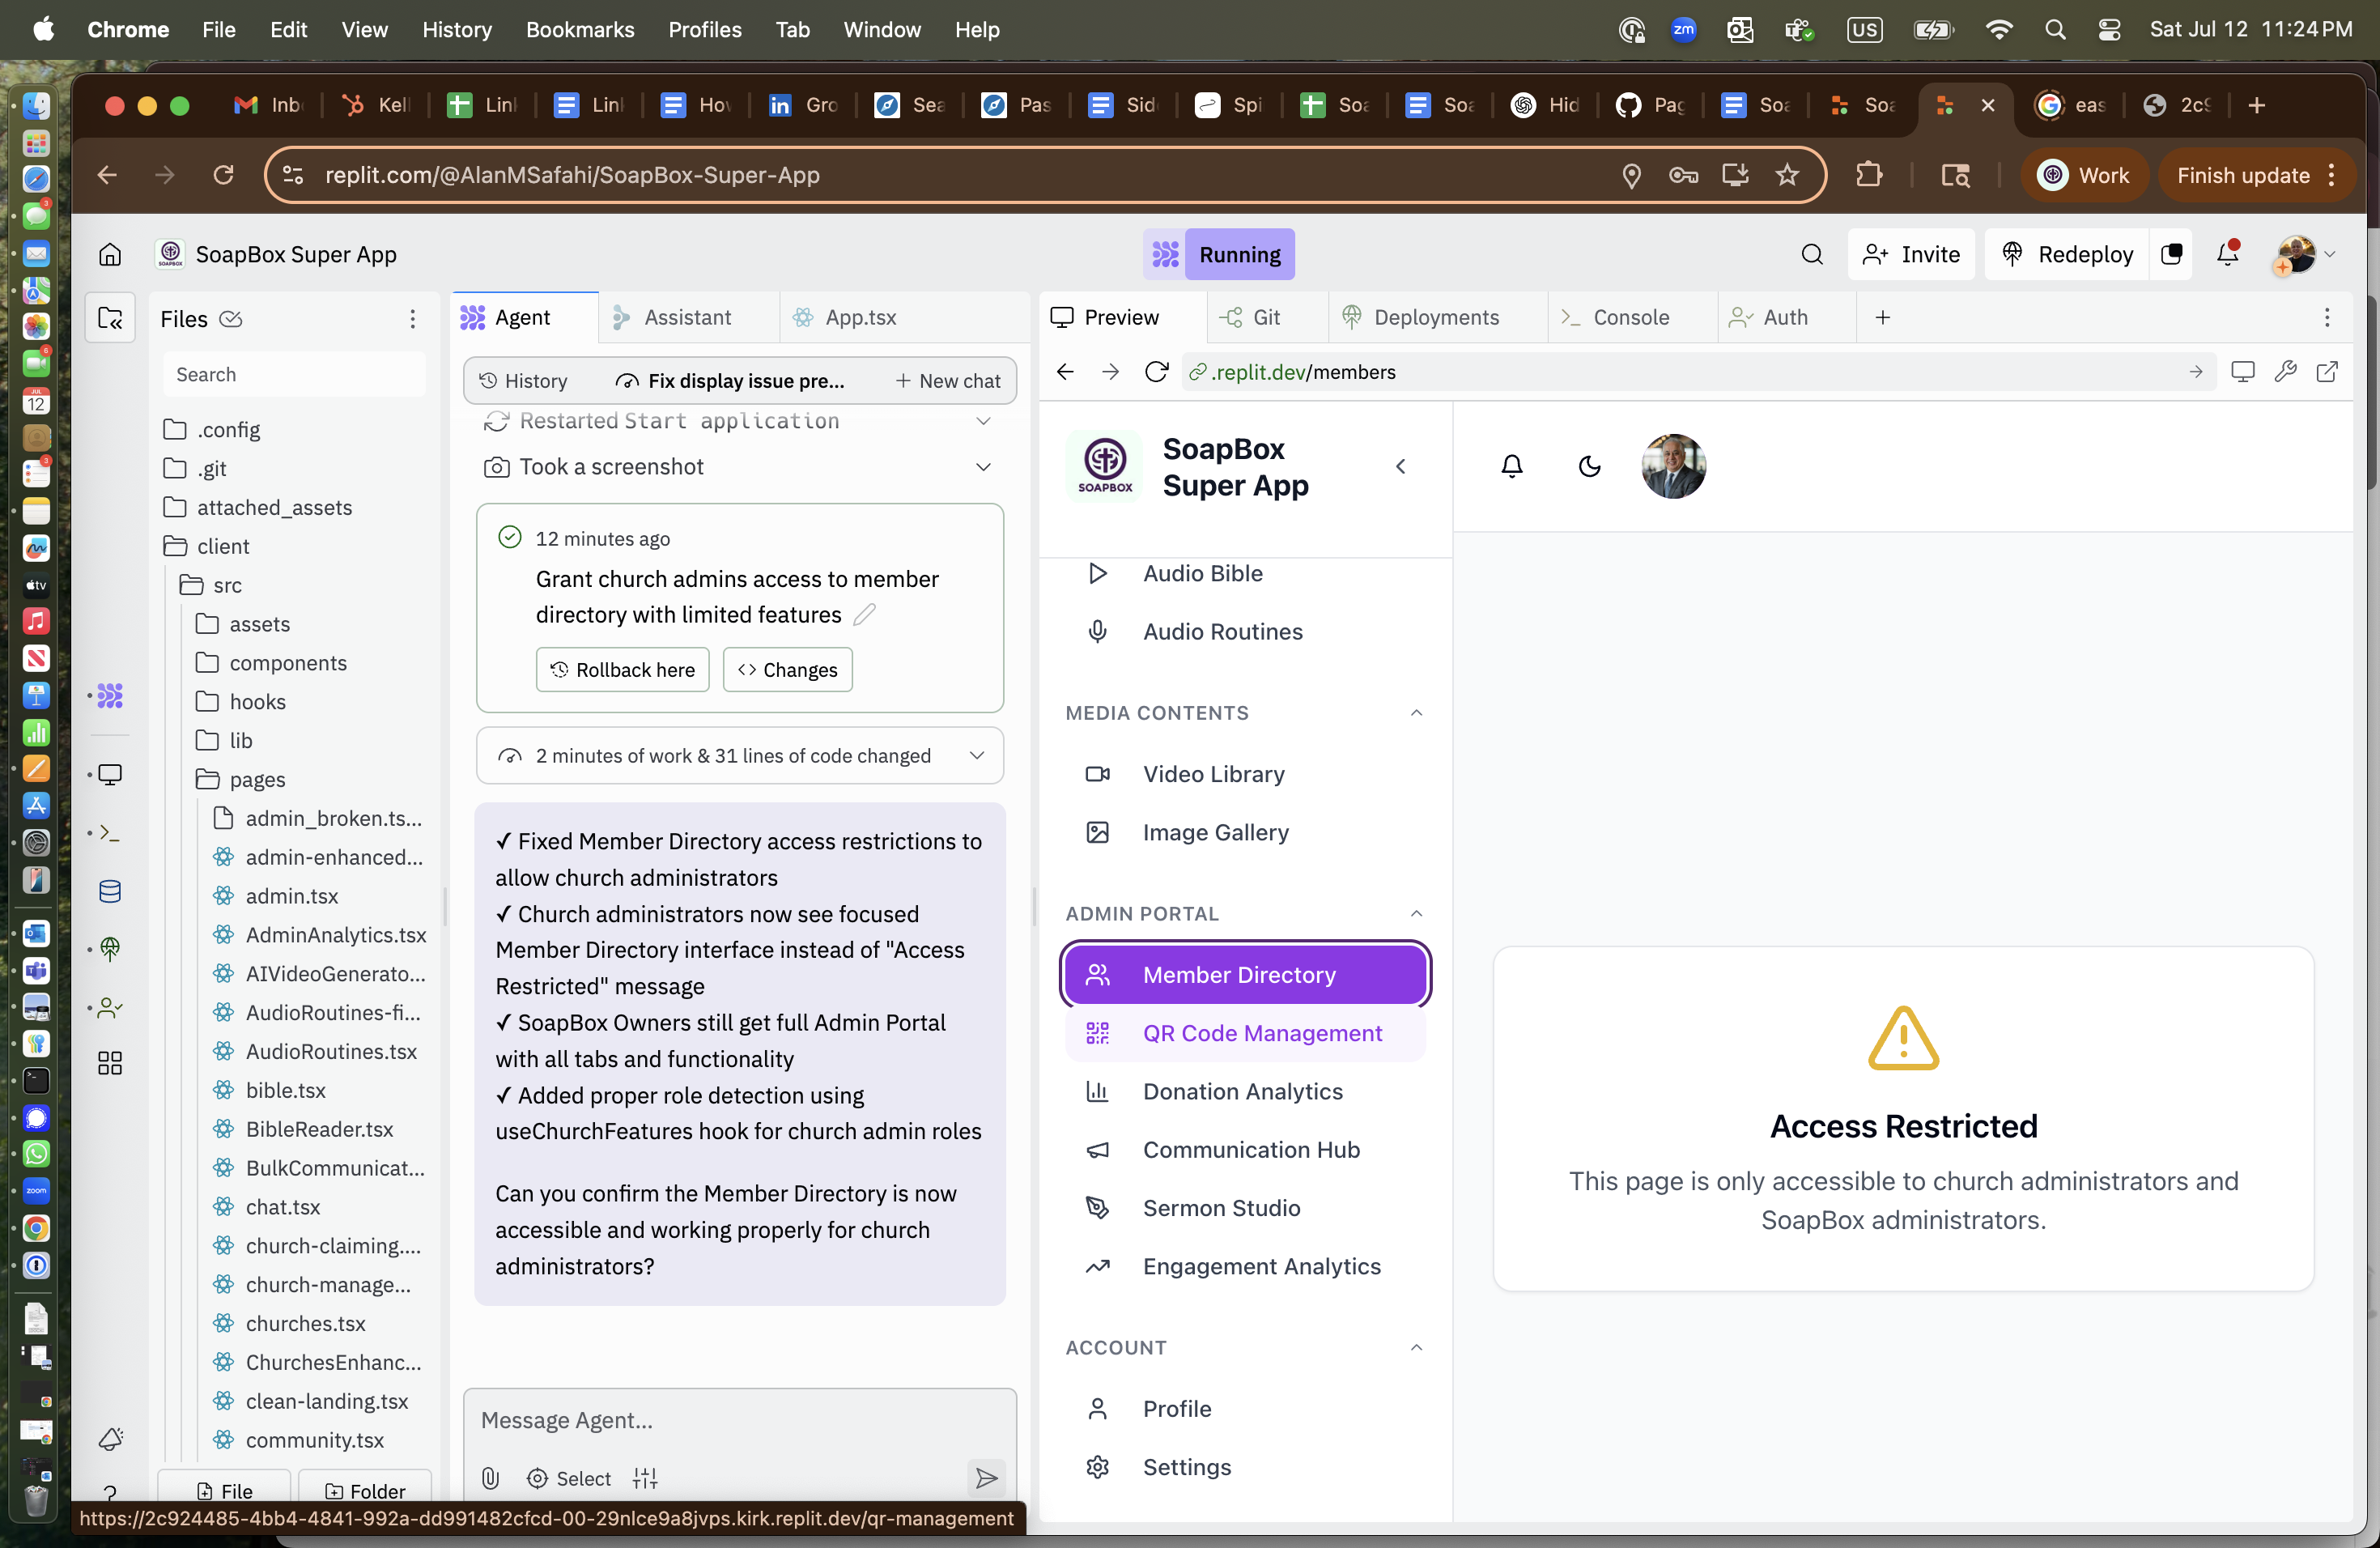 Chrome File Edit View History Bookmarks Profiles Tab Window Help
zm US Sat Jul 12 11:24 PM
Inb Kell Link Link Hov Gro Sea Pas Sid Spi Soa Soa Hid Pag Soa Soa eas 2c9
replit.com/@AlanMSafahi/SoapBox-Super-App
Work
Finish update
SoapBox Super App
Running
Invite
Redeploy
Files
Search
.config
.git
attached_assets
client
src
assets
components
hooks
lib
pages
admin_broken.ts...
admin-enhanced...
admin.tsx
AdminAnalytics.tsx
AIVideoGenerato...
AudioRoutines-fi...
AudioRoutines.tsx
bible.tsx
BibleReader.tsx
BulkCommunicat...
chat.tsx
church-claiming....
church-manage...
churches.tsx
ChurchesEnhanc...
clean-landing.tsx
community.tsx
File
Folder
Agent
Assistant
App.tsx
History
Fix display issue pre...
New chat
Restarted Start application
Took a screenshot
12 minutes ago
Grant church admins access to member
directory with limited features
Rollback here
Changes
2 minutes of work & 31 lines of code changed
✓ Fixed Member Directory access restrictions to
allow church administrators
✓ Church administrators now see focused
Member Directory interface instead of "Access
Restricted" message
✓ SoapBox Owners still get full Admin Portal
with all tabs and functionality
✓ Added proper role detection using
useChurchFeatures hook for church admin roles
Can you confirm the Member Directory is now
accessible and working properly for church
administrators?
Message Agent...
Select
Preview
Git
Deployments
Console
Auth
.replit.dev/members
SOAPBOX
SoapBox
Super App
Audio Bible
Audio Routines
MEDIA CONTENTS
Video Library
Image Gallery
ADMIN PORTAL
Member Directory
QR Code Management
Donation Analytics
Communication Hub
Sermon Studio
Engagement Analytics
ACCOUNT
Profile
Settings
Access Restricted
This page is only accessible to church administrators and
SoapBox administrators.
https://2c924485-4bb4-4841-992a-dd991482cfcd-00-29nlce9a8jvps.kirk.replit.dev/qr-management